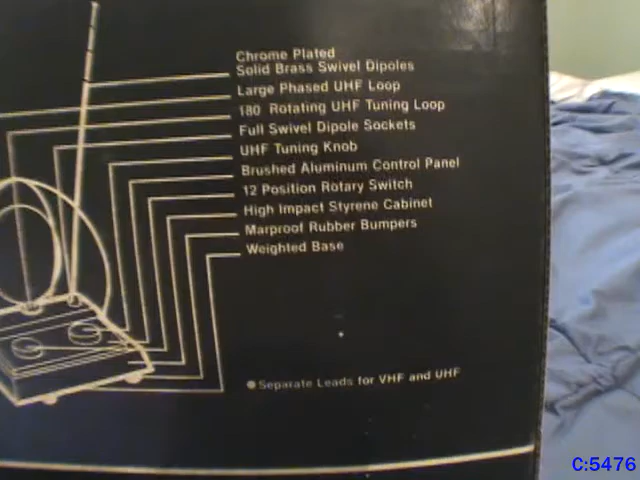 Chrome Plated
Solid Brass Swivel Dipoles
Large Phased UHF Loop
180 Rotating UHF Tuning Loop
Full Swivel Dipole Sockets
UHF Tuning Knob
Brushed Aluminum Control Panel
12 Position Rotary Switch
High Impact Styrene Cabinet
Marproof Rubber Bumpers
Weighted Base
●Separate Leads for VHF and UHF
C:5476